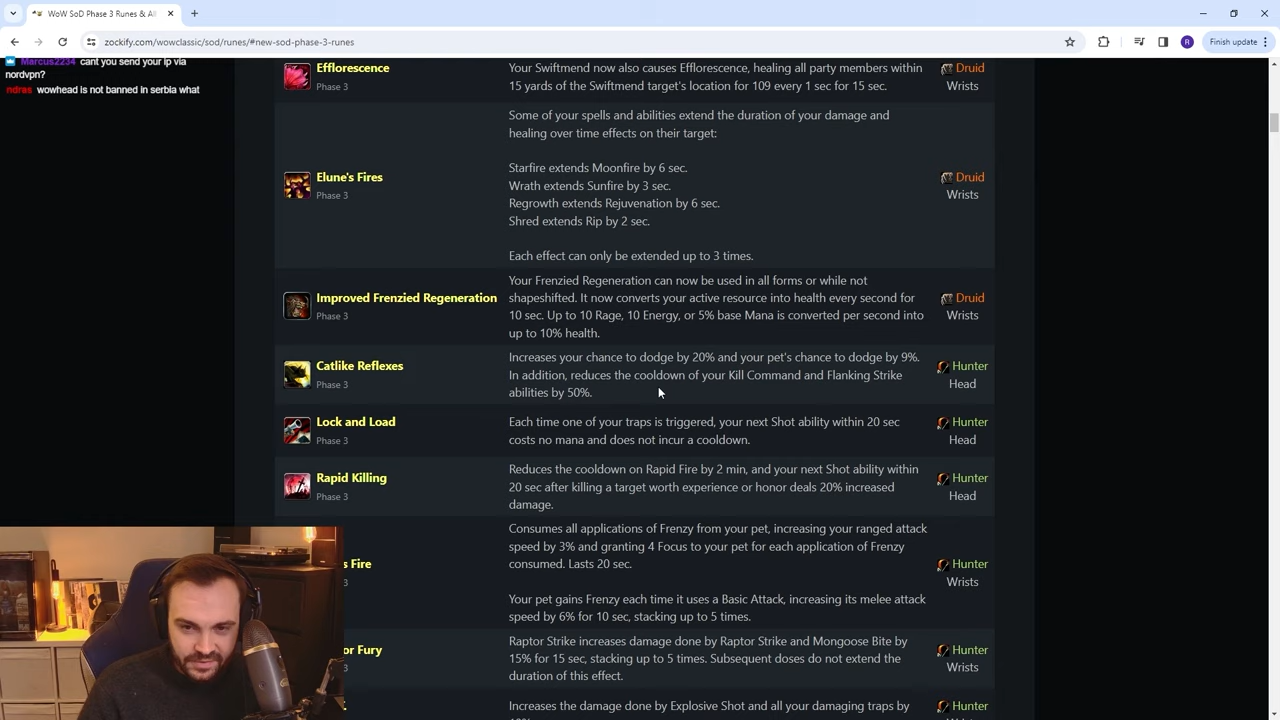 WoW SoD Phase 3 Runes & Al
zockify.com/wowclassic/sod/runes/#new-sod-phase-3-runes
R
Finish update
Marcus2234 cant you send your ip via
nordvpn?
ndras wowhead is not banned in serbia what
Efflorescence
Phase 3
Your Swiftmend now also causes Efflorescence, healing all party members within
15 yards of the Swiftmend target's location for 109 every 1 sec for 15 sec.
Druid
Wrists
Elune's Fires
Phase 3
Some of your spells and abilities extend the duration of your damage and
healing over time effects on their target:
Starfire extends Moonfire by 6 sec.
Wrath extends Sunfire by 3 sec.
Regrowth extends Rejuvenation by 6 sec.
Shred extends Rip by 2 sec.
Each effect can only be extended up to 3 times.
Druid
Wrists
Improved Frenzied Regeneration
Phase 3
Your Frenzied Regeneration can now be used in all forms or while not
shapeshifted. It now converts your active resource into health every second for
10 sec. Up to 10 Rage, 10 Energy, or 5% base Mana is converted per second into
up to 10% health.
Druid
Wrists
Catlike Reflexes
Phase 3
Increases your chance to dodge by 20% and your pet's chance to dodge by 9%.
In addition, reduces the cooldown of your Kill Command and Flanking Strike
abilities by 50%.
Hunter
Head
Lock and Load
Phase 3
Each time one of your traps is triggered, your next Shot ability within 20 sec
costs no mana and does not incur a cooldown.
Hunter
Head
Rapid Killing
Phase 3
Reduces the cooldown on Rapid Fire by 2 min, and your next Shot ability within
20 sec after killing a target worth experience or honor deals 20% increased
damage.
Hunter
Head
s Fire
3
Consumes all applications of Frenzy from your pet, increasing your ranged attack
speed by 3% and granting 4 Focus to your pet for each application of Frenzy
consumed. Lasts 20 sec.
Your pet gains Frenzy each time it uses a Basic Attack, increasing its melee attack
speed by 6% for 10 sec, stacking up to 5 times.
Hunter
Wrists
or Fury
3
Raptor Strike increases damage done by Raptor Strike and Mongoose Bite by
15% for 15 sec, stacking up to 5 times. Subsequent doses do not extend the
duration of this effect.
Hunter
Wrists
Increases the damage done by Explosive Shot and all your damaging traps by
Hunter